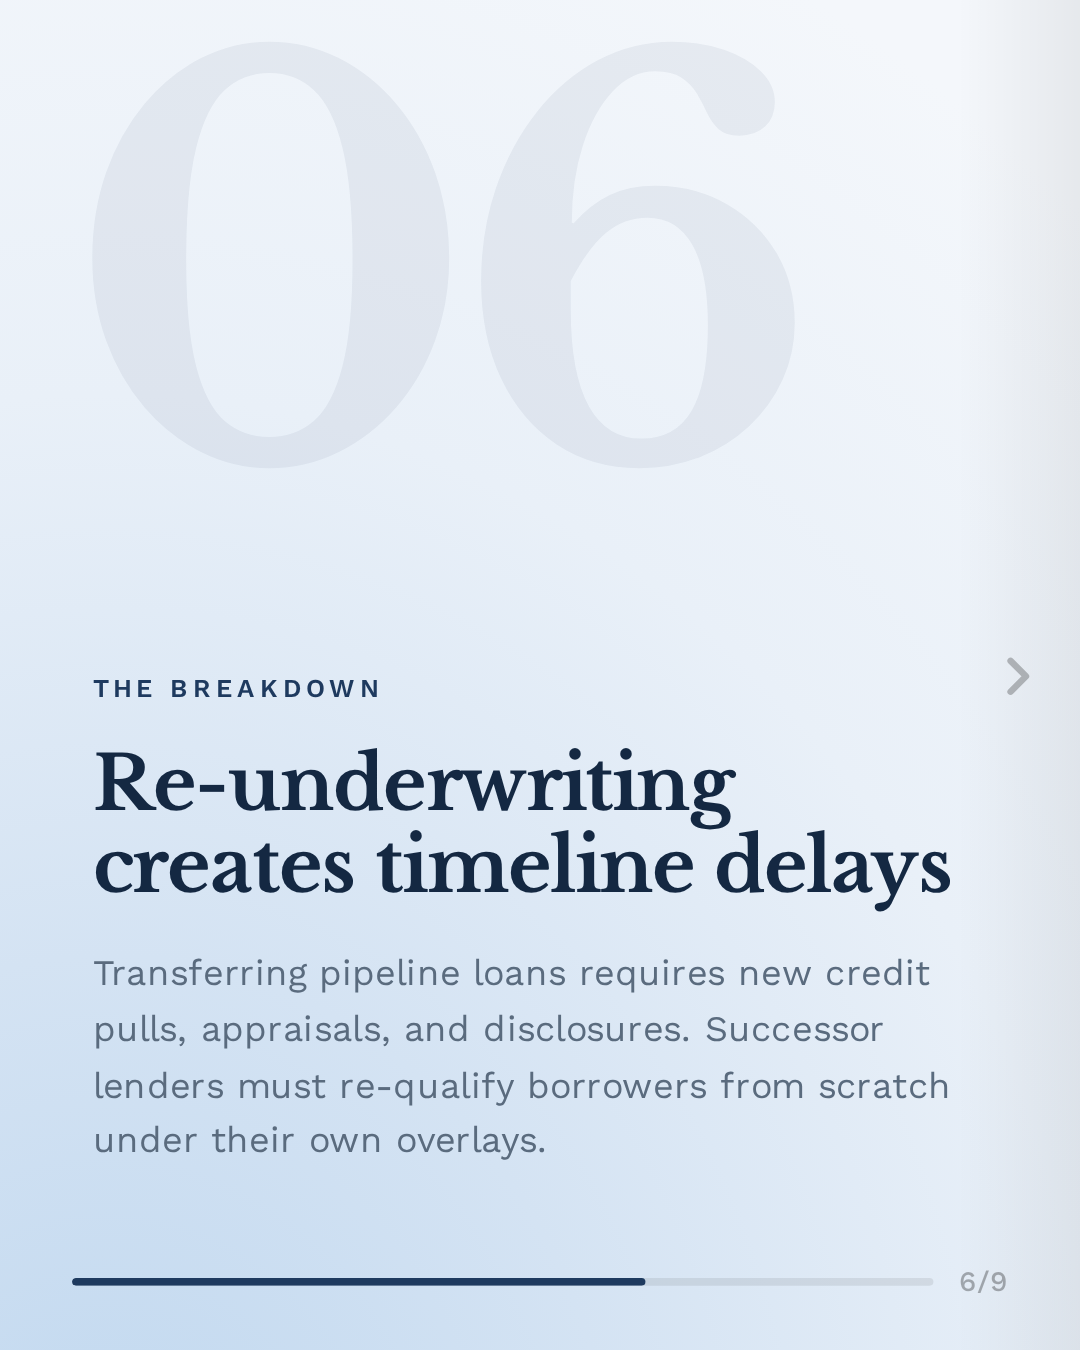 06
THE BREAKDOWN
Re-underwriting
creates timeline delays
Transferring pipeline loans requires new credit
pulls, appraisals, and disclosures. Successor
lenders must re-qualify borrowers from scratch
under their own overlays.
6/9